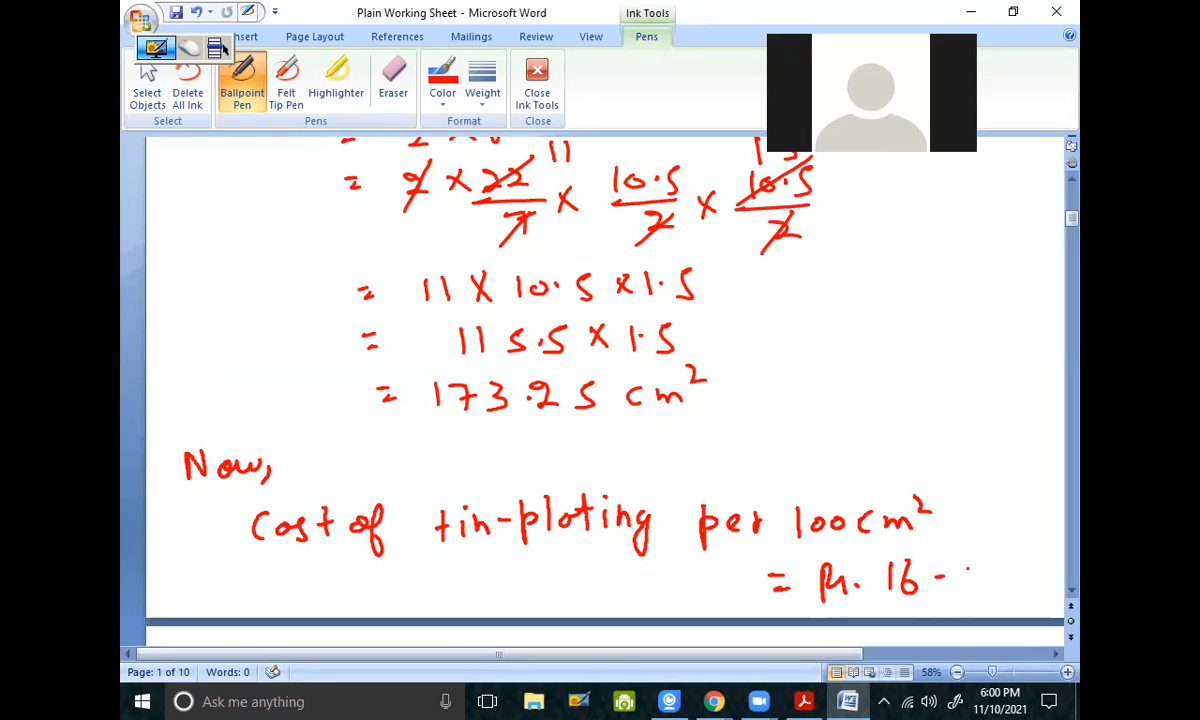 Plain Working Sheet - Microsoft Word
Ink Tools
nsert
Page Layout
References
Mailings
Review
View
Pens
Select Objects
Delete All Ink
Ballpoint Pen
Felt Tip Pen
Highlighter
Eraser
Color
Weight
Close Ink Tools
Select
Pens
Format
Close
11
= 2 × 22/7 × 10.5/2 × 10.5/2
= 11 × 10.5 × 1.5
= 115.5 × 1.5
= 173.25 cm²
Now,
Cost of tin-plating per 100 cm²
= 16 -
Page: 1 of 10
Words: 0
58%
Ask me anything
6:00 PM
11/10/2021